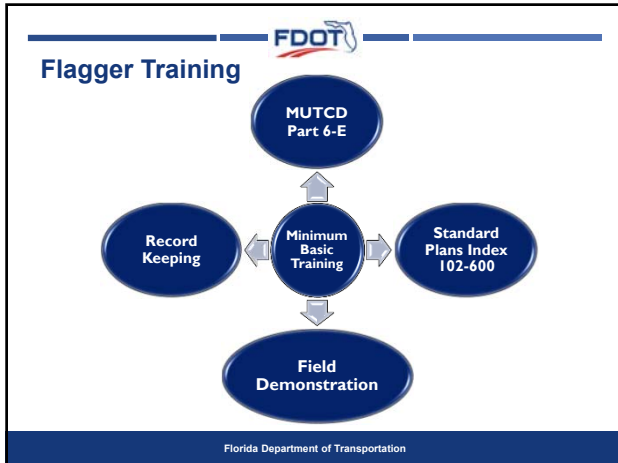 FDOT
Flagger Training
MUTCD
Part 6-E
Record
Keeping
Minimum
Basic
Training
Standard
Plans Index
102-600
Field
Demonstration
Florida Department of Transportation